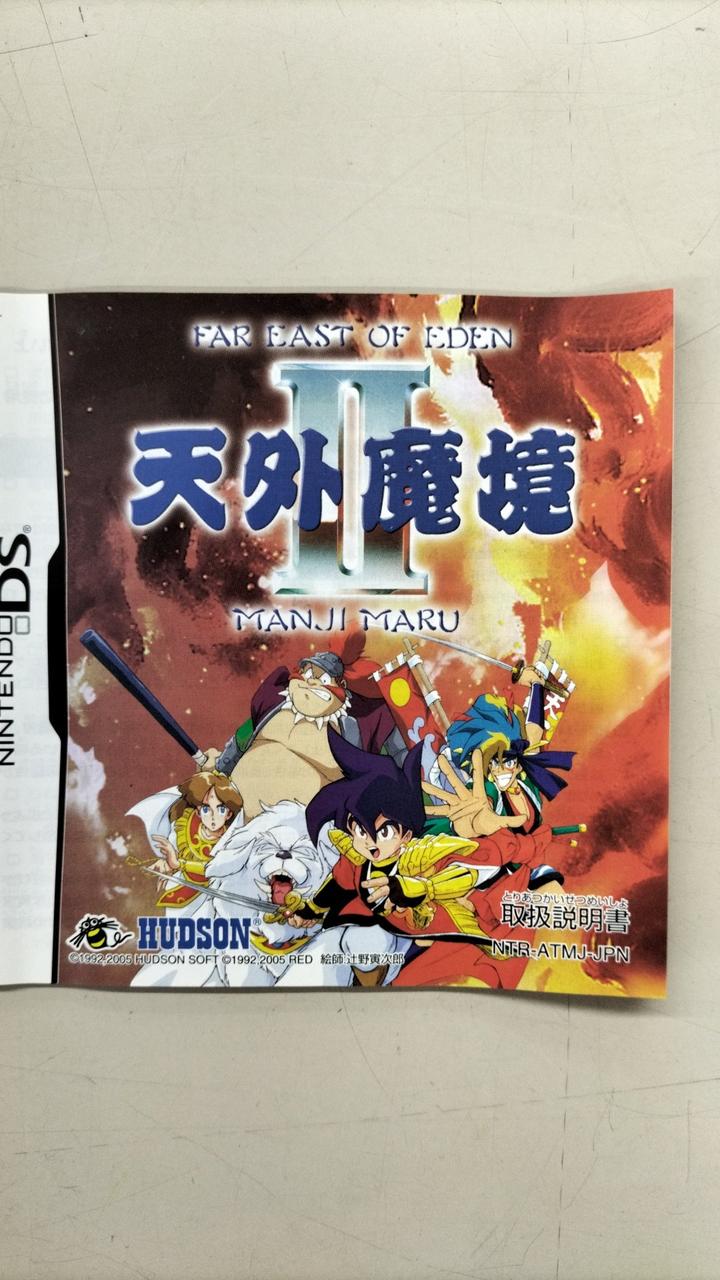 FAR EAST OF EDEN
II
天外魔境
MANJI MARU
NINTENDO DS®
天
HUDSON®
©1992,2005 HUDSON SOFT ©1992,2005 RED 絵師:辻野寅次郎
とりあつかいせつめいしょ
取扱説明書
NTR-ATMJ-JPN